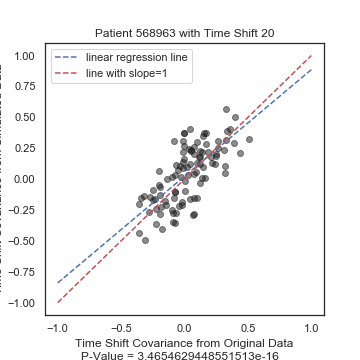 Patient 568963 with Time Shift 20
linear regression line
line with slope=1
1.00
0.75
0.50
0.25
0.00
−0.25
−0.50
−0.75
−1.00
−1.0
−0.5
0.0
0.5
1.0
Time Shift Covariance from Original Data
P-Value = 3.4654629448551513e-16